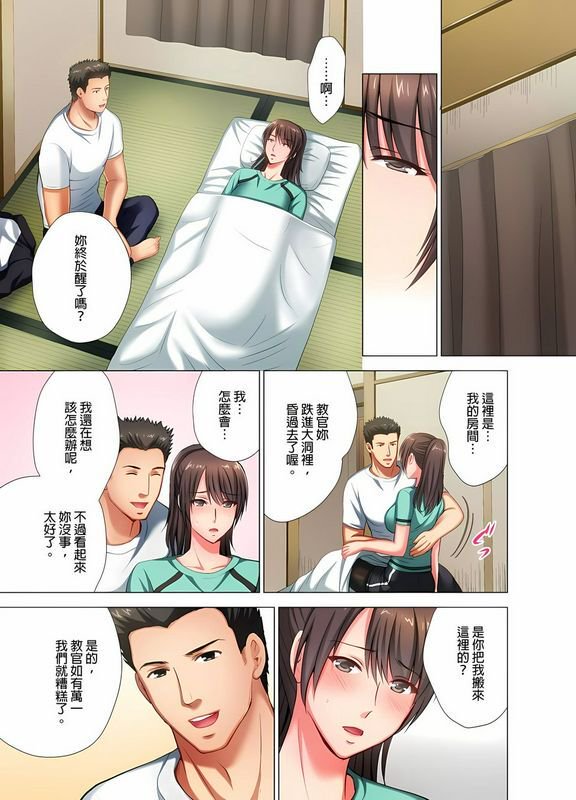 ……啊…
妳終於醒了嗎？
這裡是…
我的房間…
教官妳
跌進大洞裡，
昏過去了喔。
我…
怎麼會…
我還在想
該怎麼辦呢，
不過看起來
妳沒事，
太好了。
是你把我搬來
這裡的？
是的，
教官如有萬一
我們就糟糕了。